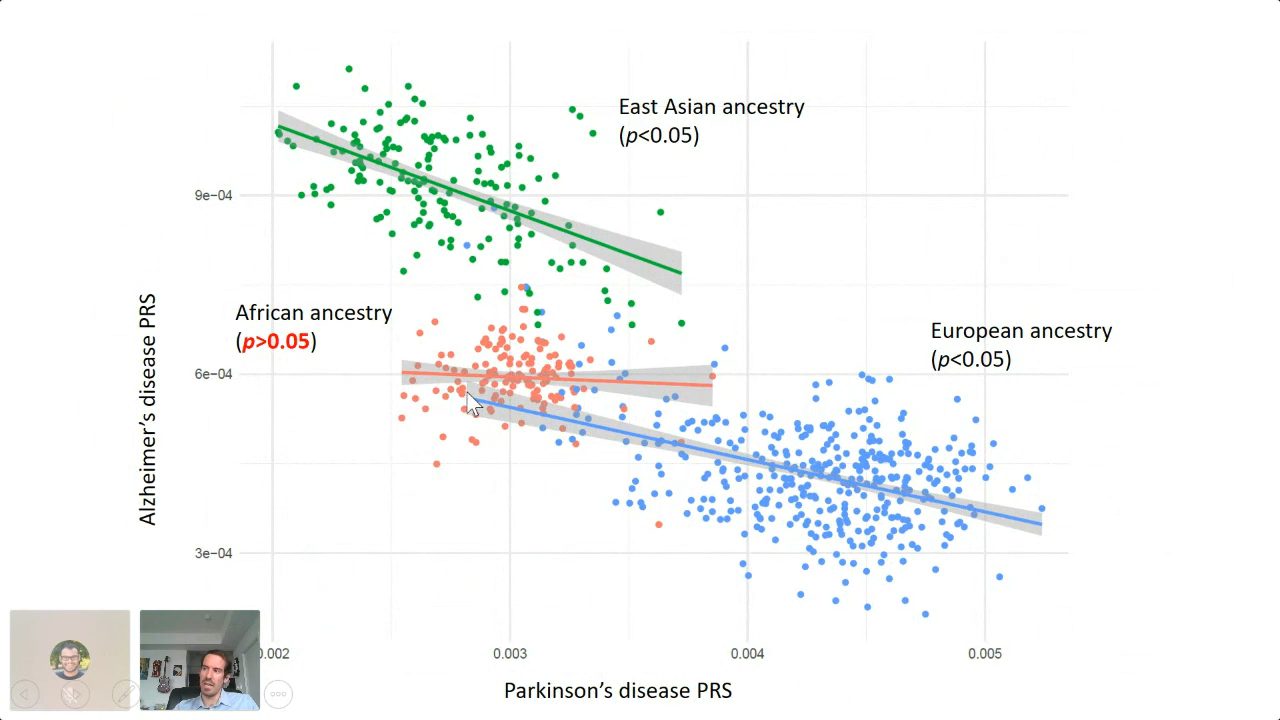 East Asian ancestry
(p<0.05)
9e−04
African ancestry
(p>0.05)
European ancestry
(p<0.05)
6e−04
Alzheimer’s disease PRS
3e−04
0.002
0.003
0.004
0.005
Parkinson’s disease PRS